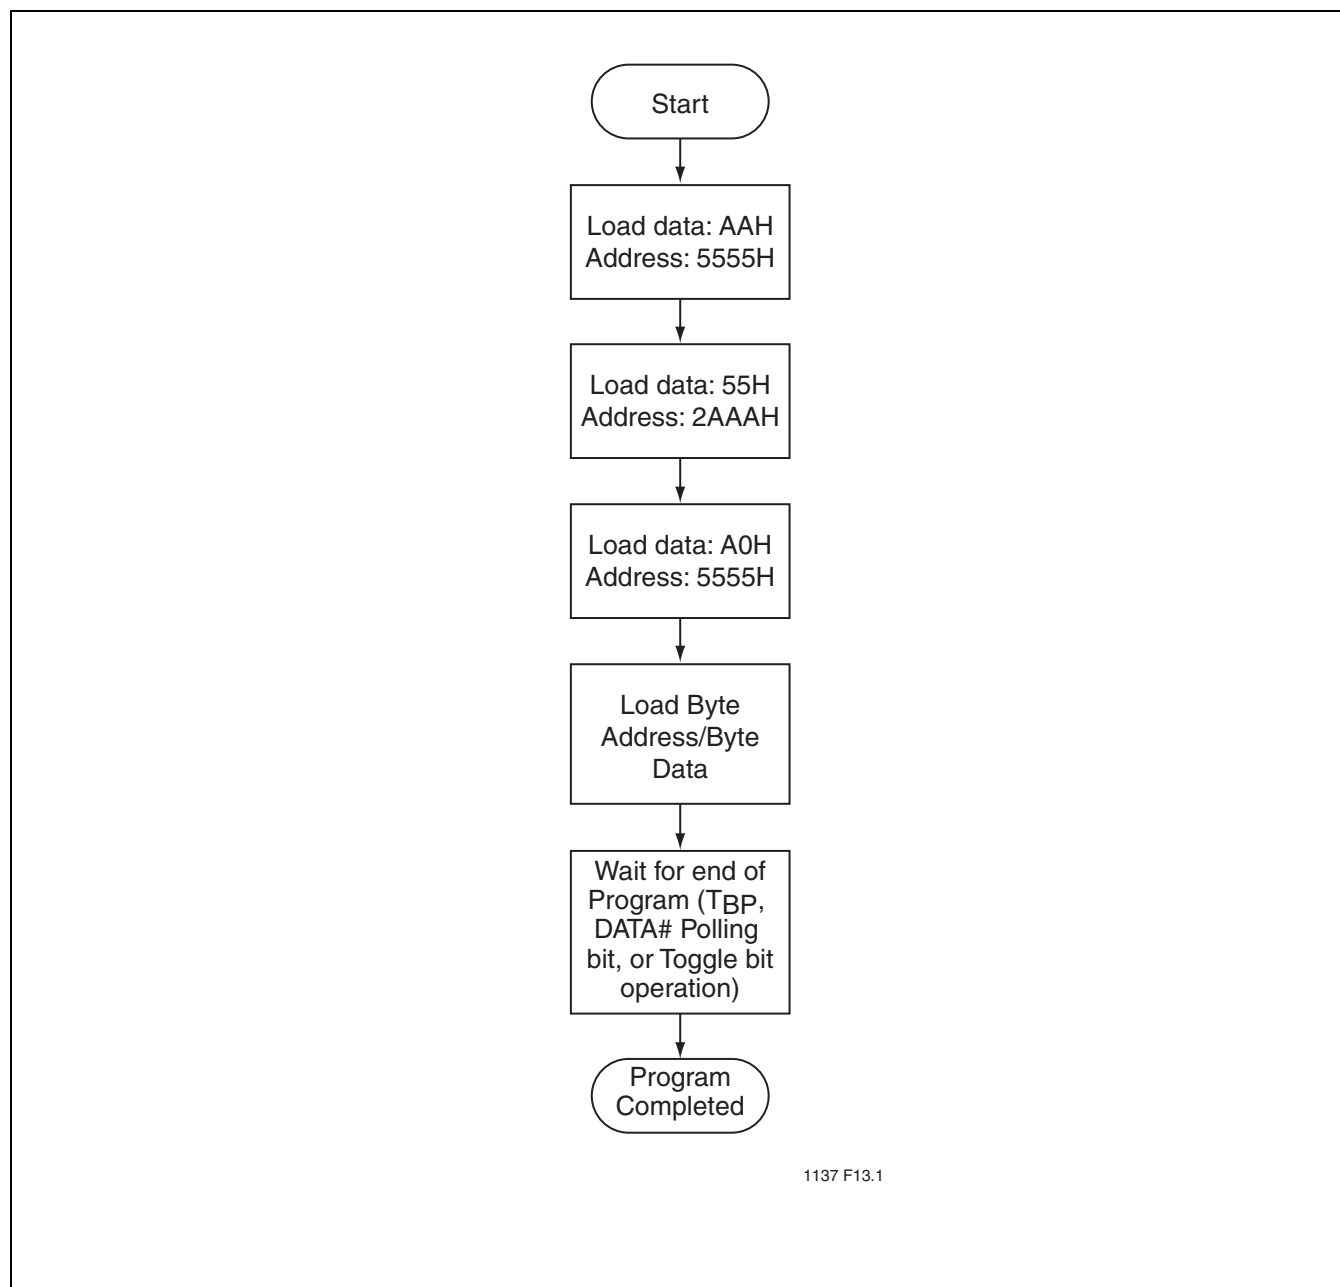 Start
Load data: AAH
Address: 5555H
Load data: 55H
Address: 2AAAH
Load data: A0H
Address: 5555H
Load Byte
Address/Byte
Data
Wait for end of
Program (TBP,
DATA# Polling
bit, or Toggle bit
operation)
Program
Completed
1137 F13.1